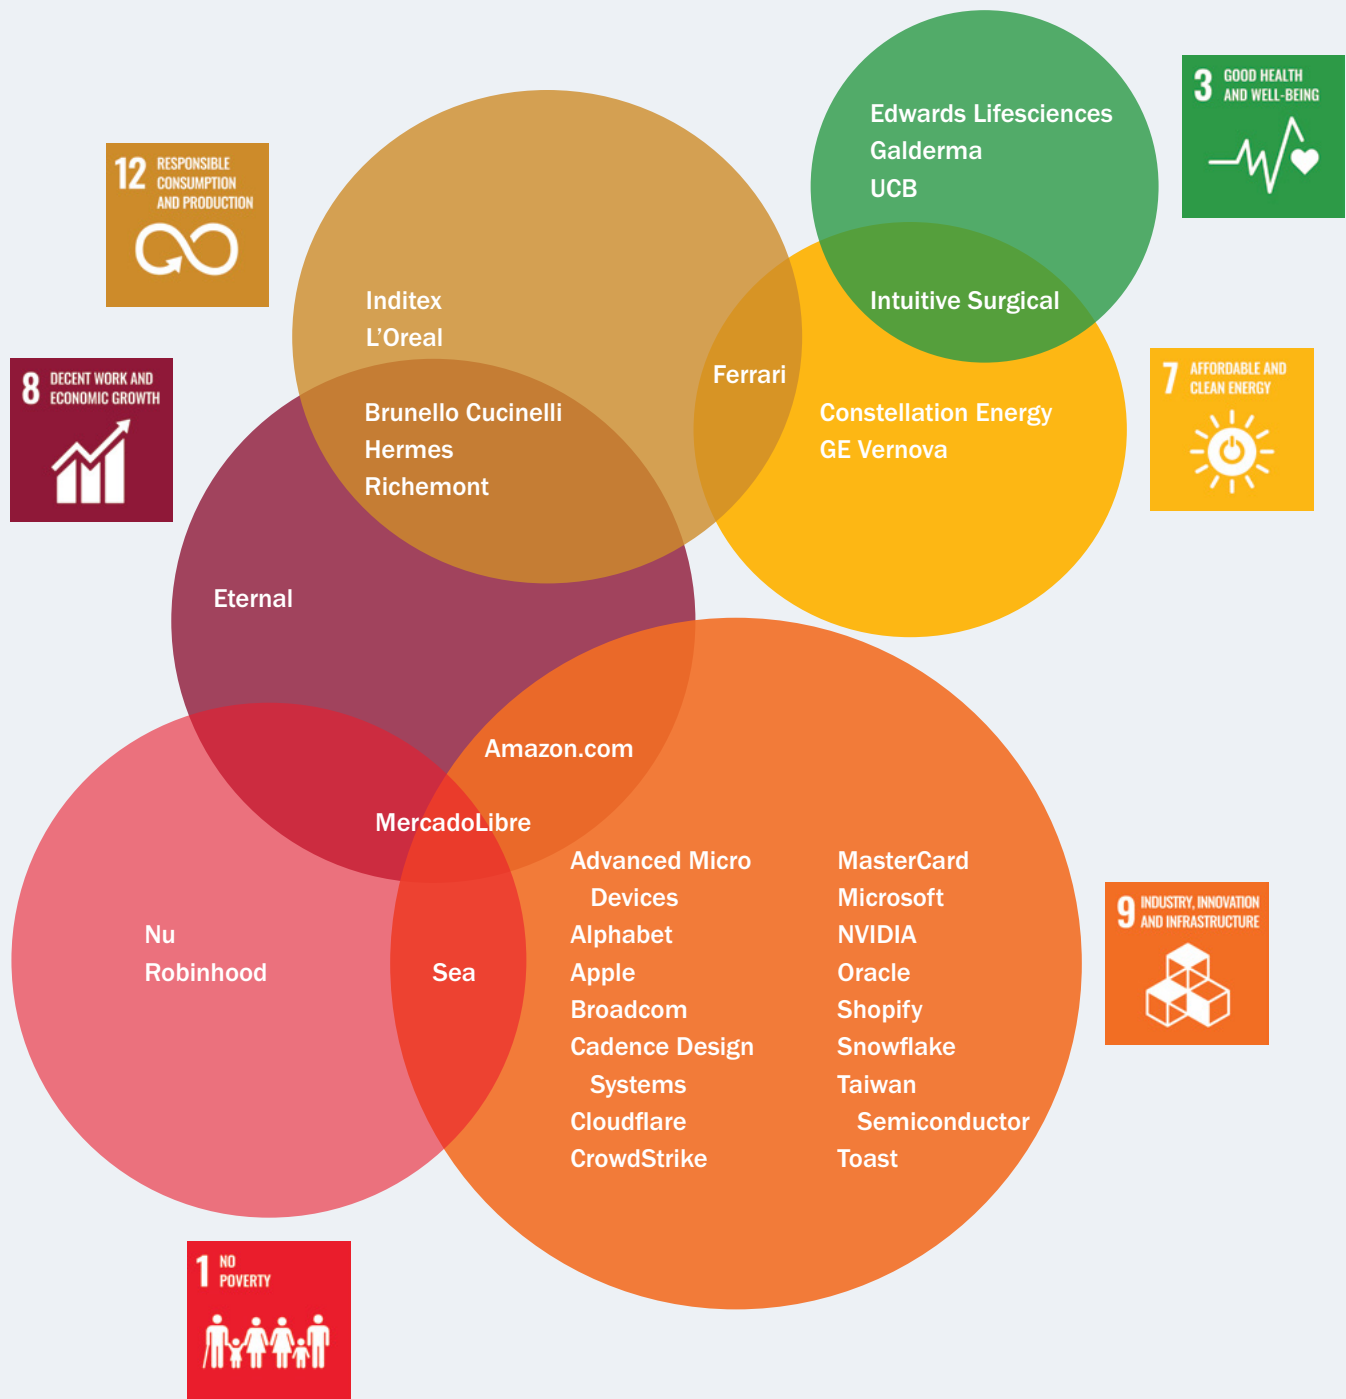 3 GOOD HEALTH
AND WELL-BEING
Edwards Lifesciences
Galderma
UCB
12 RESPONSIBLE
CONSUMPTION
AND PRODUCTION
Inditex
L'Oreal
Intuitive Surgical
8 DECENT WORK AND
ECONOMIC GROWTH
Ferrari
7 AFFORDABLE AND
CLEAN ENERGY
Brunello Cucinelli
Hermes
Richemont
Constellation Energy
GE Vernova
Eternal
Amazon.com
MercadoLibre
Nu
Robinhood
Sea
Advanced Micro
Devices
Alphabet
Apple
Broadcom
Cadence Design
Systems
Cloudflare
CrowdStrike
MasterCard
Microsoft
NVIDIA
Oracle
Shopify
Snowflake
Taiwan
Semiconductor
Toast
9 INDUSTRY, INNOVATION
AND INFRASTRUCTURE
1 NO
POVERTY